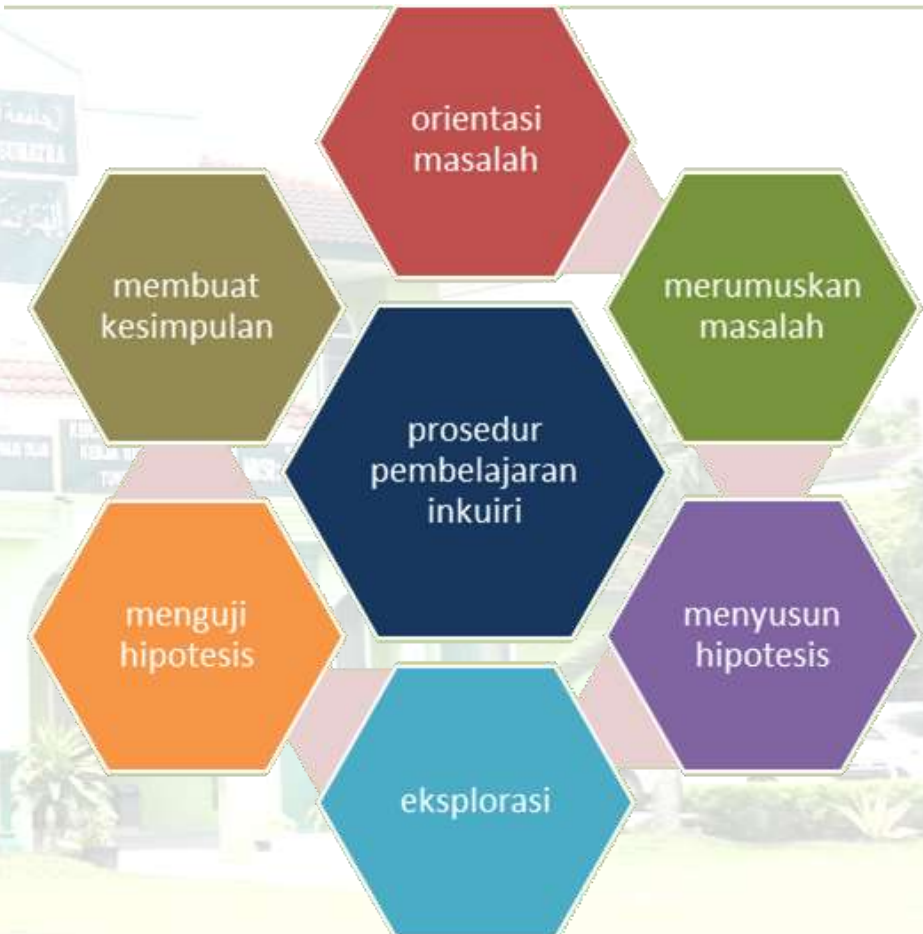 orientasi
masalah
merumuskan
masalah
menyusun
hipotesis
eksplorasi
menguji
hipotesis
membuat
kesimpulan
prosedur
pembelajaran
inkuiri